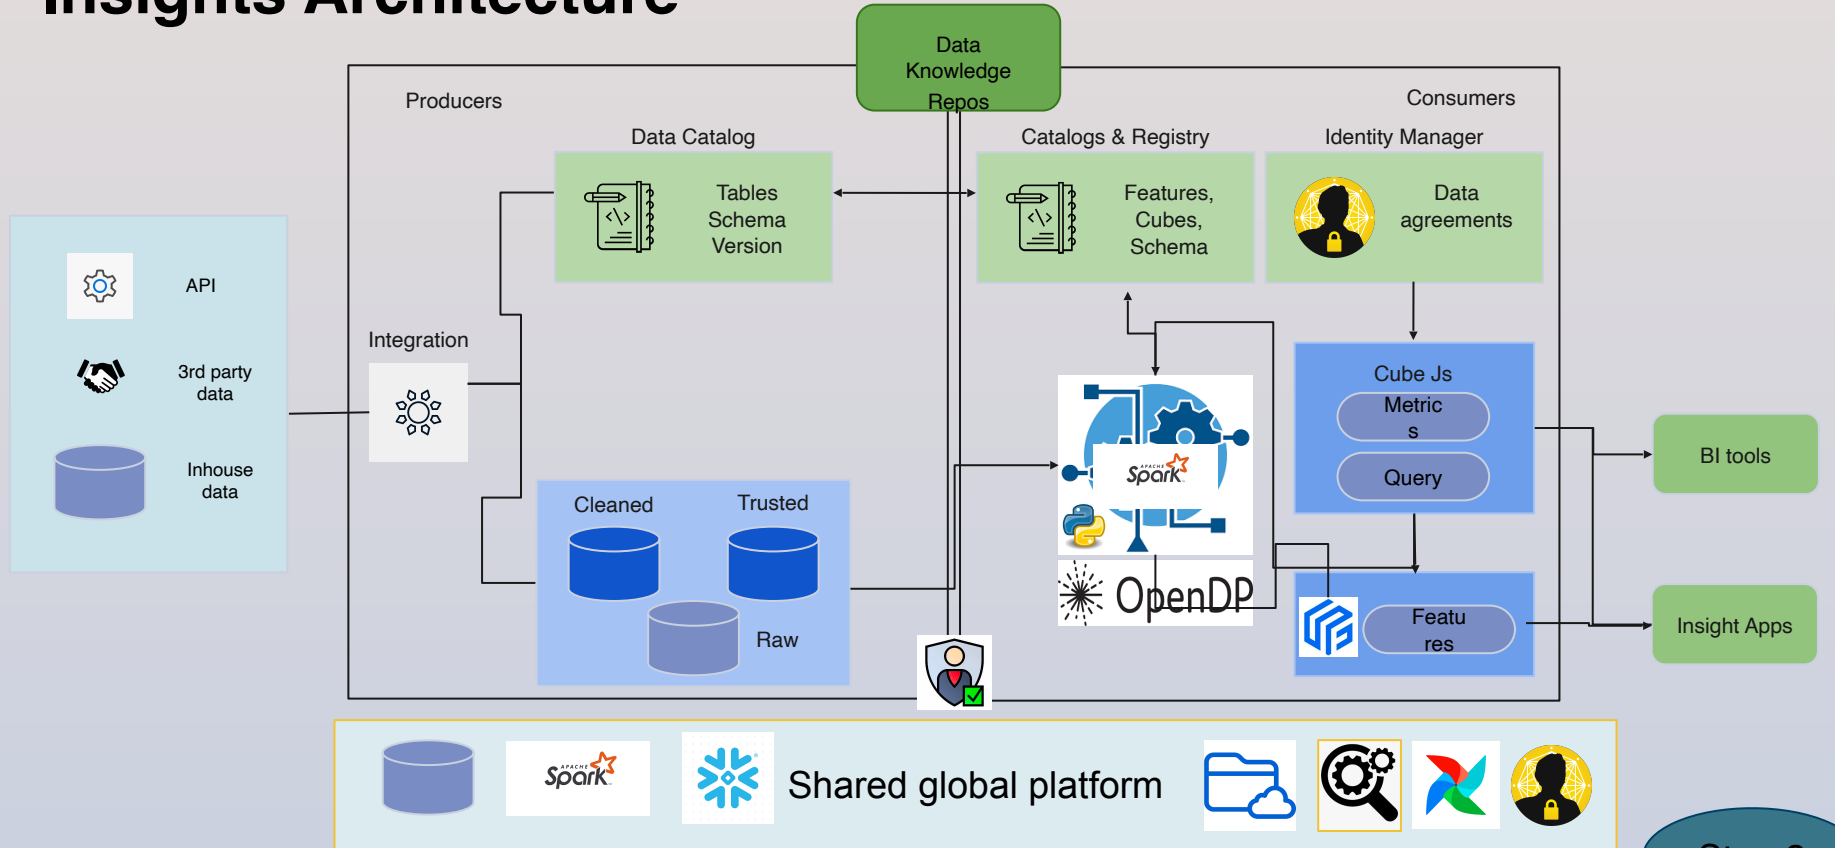 Insights Architecture
Data
Knowledge
Repos
Producers
Consumers
Data Catalog
Tables
Schema
Version
Catalogs & Registry
Features,
Cubes,
Schema
Identity Manager
Data
agreements
API
3rd party
data
Inhouse
data
Integration
Cleaned
Trusted
Raw
</>
</>
APACHE
Spark
OpenDP
Cube Js
Metric
s
Query
Featu
res
BI tools
Insight Apps
APACHE
Spark
Shared global platform